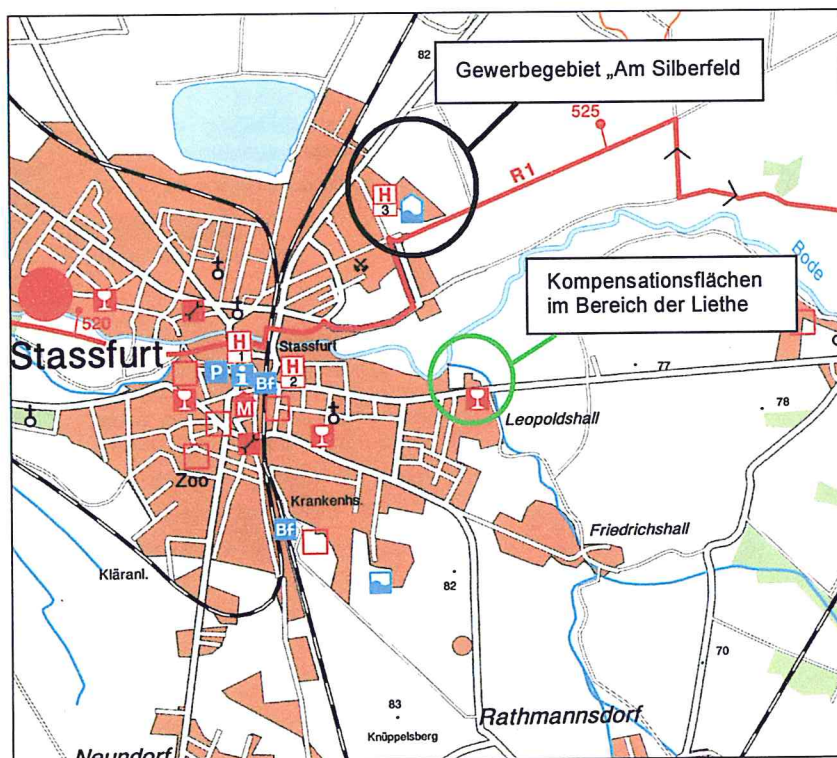 82
Gewerbegebiet „Am Silberfeld
525
R1
H
3
Bode
Kompensationsflächen
im Bereich der Liethe
520
Stassfurt
H
1
Stassfurt
P
i
Bf
H
2
77
78
M
Leopoldshall
Zoo
Krankenhs.
Bf
Friedrichshall
Kläranl.
82
70
83
Knüppelsberg
Rathmannsdorf
Neundorf